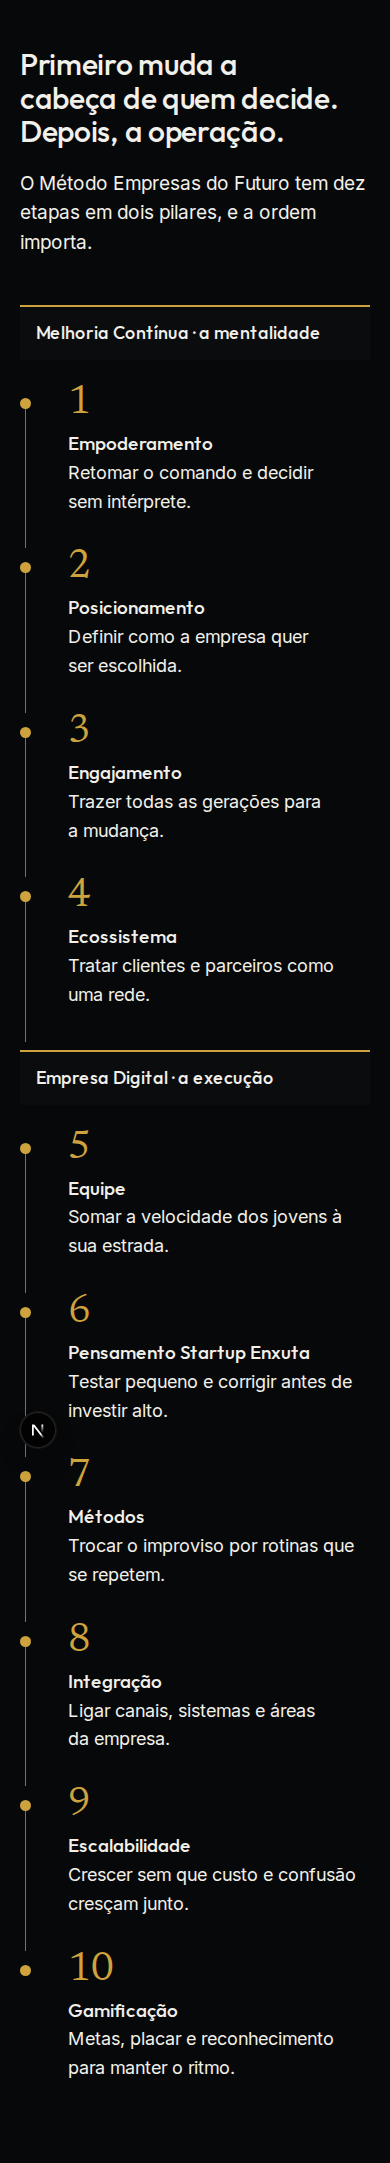 Primeiro muda a
cabeça de quem decide.
Depois, a operação.
O Método Empresas do Futuro tem dez
etapas em dois pilares, e a ordem
importa.
Melhoria Contínua · a mentalidade
1
Empoderamento
Retomar o comando e decidir
sem intérprete.
2
Posicionamento
Definir como a empresa quer
ser escolhida.
3
Engajamento
Trazer todas as gerações para
a mudança.
4
Ecossistema
Tratar clientes e parceiros como
uma rede.
Empresa Digital · a execução
5
Equipe
Somar a velocidade dos jovens à
sua estrada.
6
Pensamento Startup Enxuta
Testar pequeno e corrigir antes de
investir alto.
N
7
Métodos
Trocar o improviso por rotinas que
se repetem.
8
Integração
Ligar canais, sistemas e áreas
da empresa.
9
Escalabilidade
Crescer sem que custo e confusão
cresçam junto.
10
Gamificação
Metas, placar e reconhecimento
para manter o ritmo.